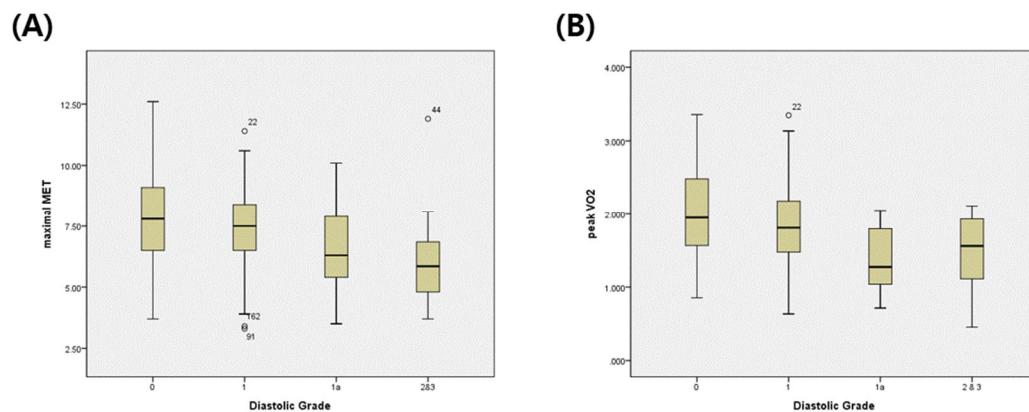 (A)
maximal MET
12.50
10.00
7.50
5.00
2.50
22
44
162
91
0
1
1a
2&3
Diastolic Grade
(B)
peak VO2
4.000
3.000
2.000
1.000
.000
22
0
1
1a
2 & 3
Diastolic Grade